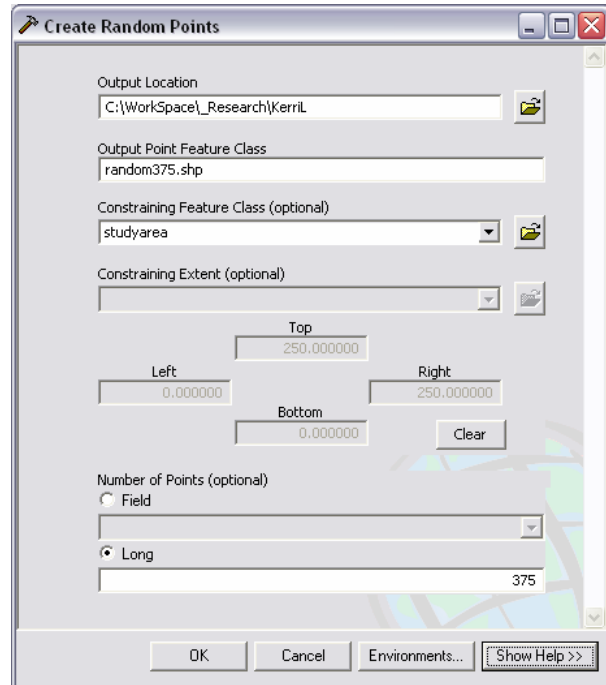 Create Random Points
Output Location
C:\WorkSpace\_Research\KerriL
Output Point Feature Class
random375.shp
Constraining Feature Class (optional)
studyarea
Constraining Extent (optional)
Top
250.000000
Left
Right
0.000000
250.000000
Bottom
0.000000
Clear
Number of Points (optional)
Field
Long
375
OK
Cancel
Environments...
Show Help >>